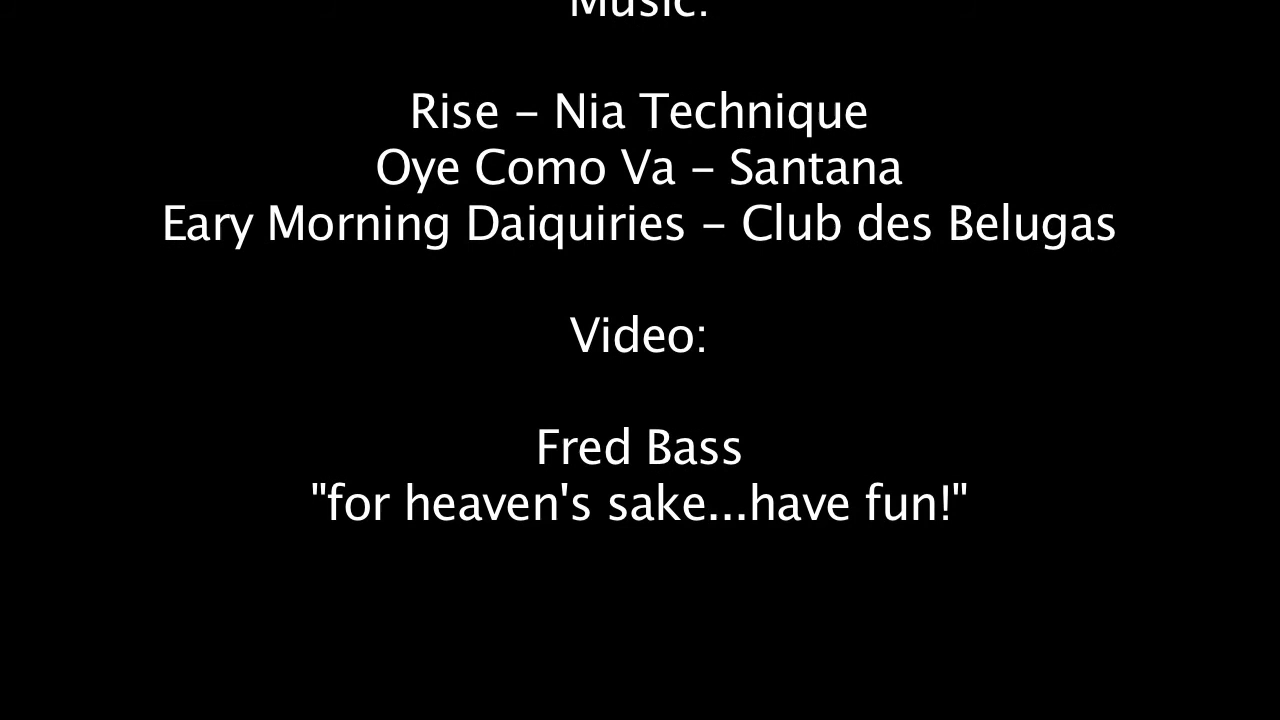 Music:
Rise – Nia Technique
Oye Como Va – Santana
Eary Morning Daiquiries – Club des Belugas
Video:
Fred Bass
"for heaven's sake...have fun!"